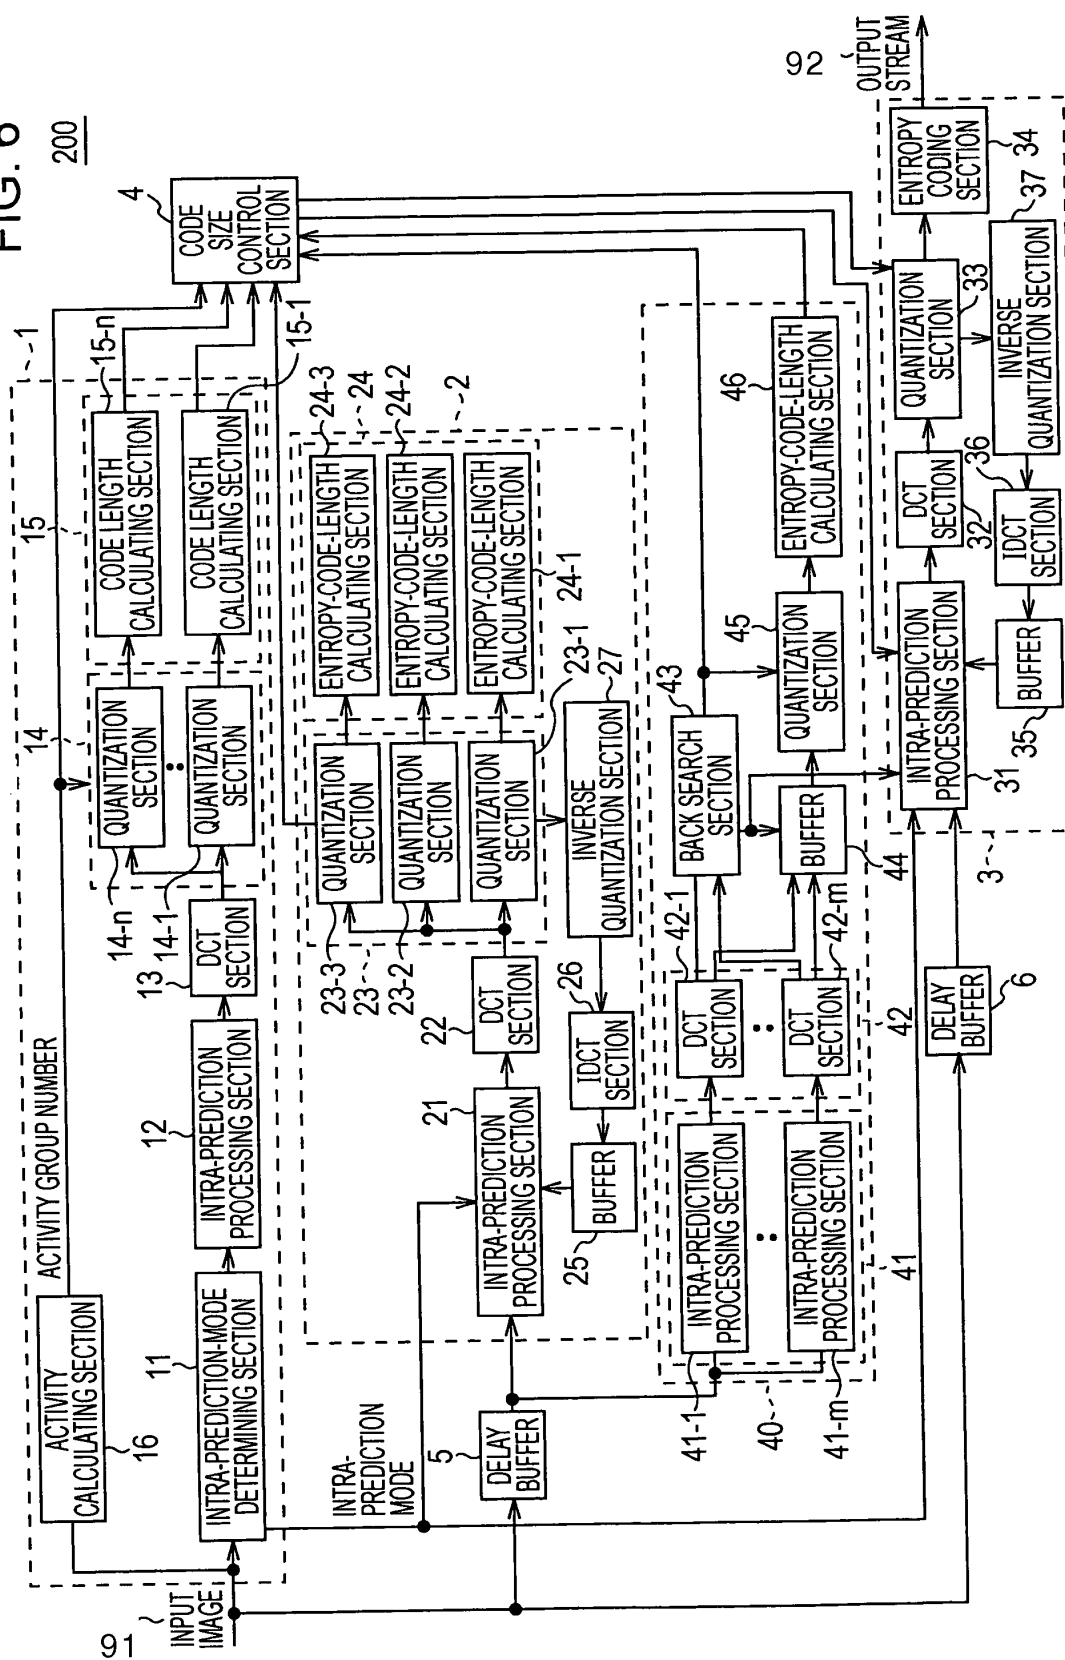 FIG. 6
200
91
INPUT
IMAGE
1
ACTIVITY
CALCULATING SECTION
16
ACTIVITY GROUP NUMBER
INTRA-PREDICTION-MODE
DETERMINING SECTION
11
INTRA-PREDICTION
PROCESSING SECTION
12
DCT
SECTION
13
14
QUANTIZATION
SECTION
14-n
QUANTIZATION
SECTION
14-1
15
CODE LENGTH
CALCULATING SECTION
15-n
CODE LENGTH
CALCULATING SECTION
15-1
CODE
SIZE
CONTROL
SECTION
4
INTRA-
PREDICTION
MODE
DELAY
BUFFER
5
2
INTRA-PREDICTION
PROCESSING SECTION
21
DCT
SECTION
22
23
QUANTIZATION
SECTION
23-3
QUANTIZATION
SECTION
23-2
QUANTIZATION
SECTION
23-1
24
ENTROPY-CODE-LENGTH
CALCULATING SECTION
24-3
ENTROPY-CODE-LENGTH
CALCULATING SECTION
24-2
ENTROPY-CODE-LENGTH
CALCULATING SECTION
24-1
BUFFER
25
IDCT
SECTION
26
INVERSE
QUANTIZATION SECTION
27
40
41
INTRA-PREDICTION
PROCESSING SECTION
41-1
INTRA-PREDICTION
PROCESSING SECTION
41-m
42
DCT
SECTION
42-1
DCT
SECTION
42-m
BACK SEARCH
SECTION
43
BUFFER
44
QUANTIZATION
SECTION
45
ENTROPY-CODE-LENGTH
CALCULATING SECTION
46
DELAY
BUFFER
6
3
INTRA-PREDICTION
PROCESSING SECTION
31
DCT
SECTION
32
QUANTIZATION
SECTION
33
ENTROPY
CODING
SECTION
34
BUFFER
35
IDCT
SECTION
36
INVERSE
QUANTIZATION SECTION
37
92
OUTPUT
STREAM